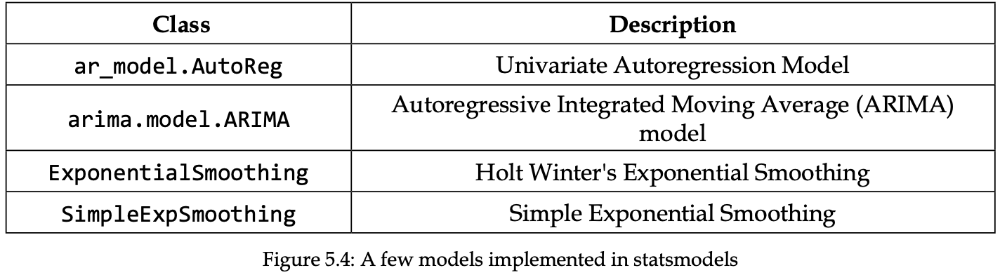 Class Description
ar_model.AutoReg Univariate Autoregression Model
arima.model.ARIMA Autoregressive Integrated Moving Average (ARIMA)
model
ExponentialSmoothing Holt Winter's Exponential Smoothing
SimpleExpSmoothing Simple Exponential Smoothing
Figure 5.4: A few models implemented in statsmodels